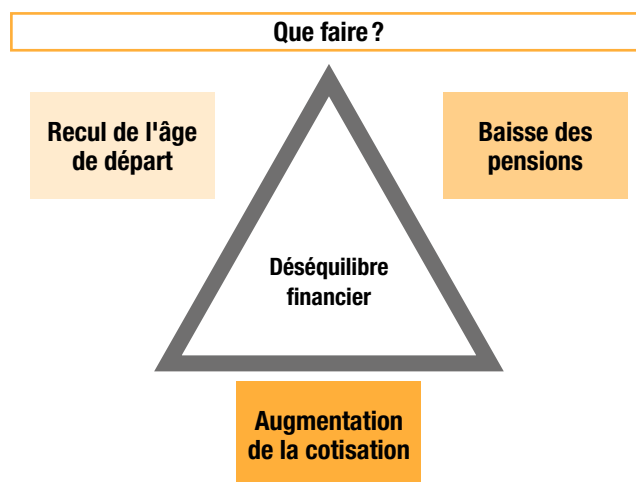 Que faire ?
Recul de l'âge
de départ
Baisse des
pensions
Déséquilibre
financier
Augmentation
de la cotisation